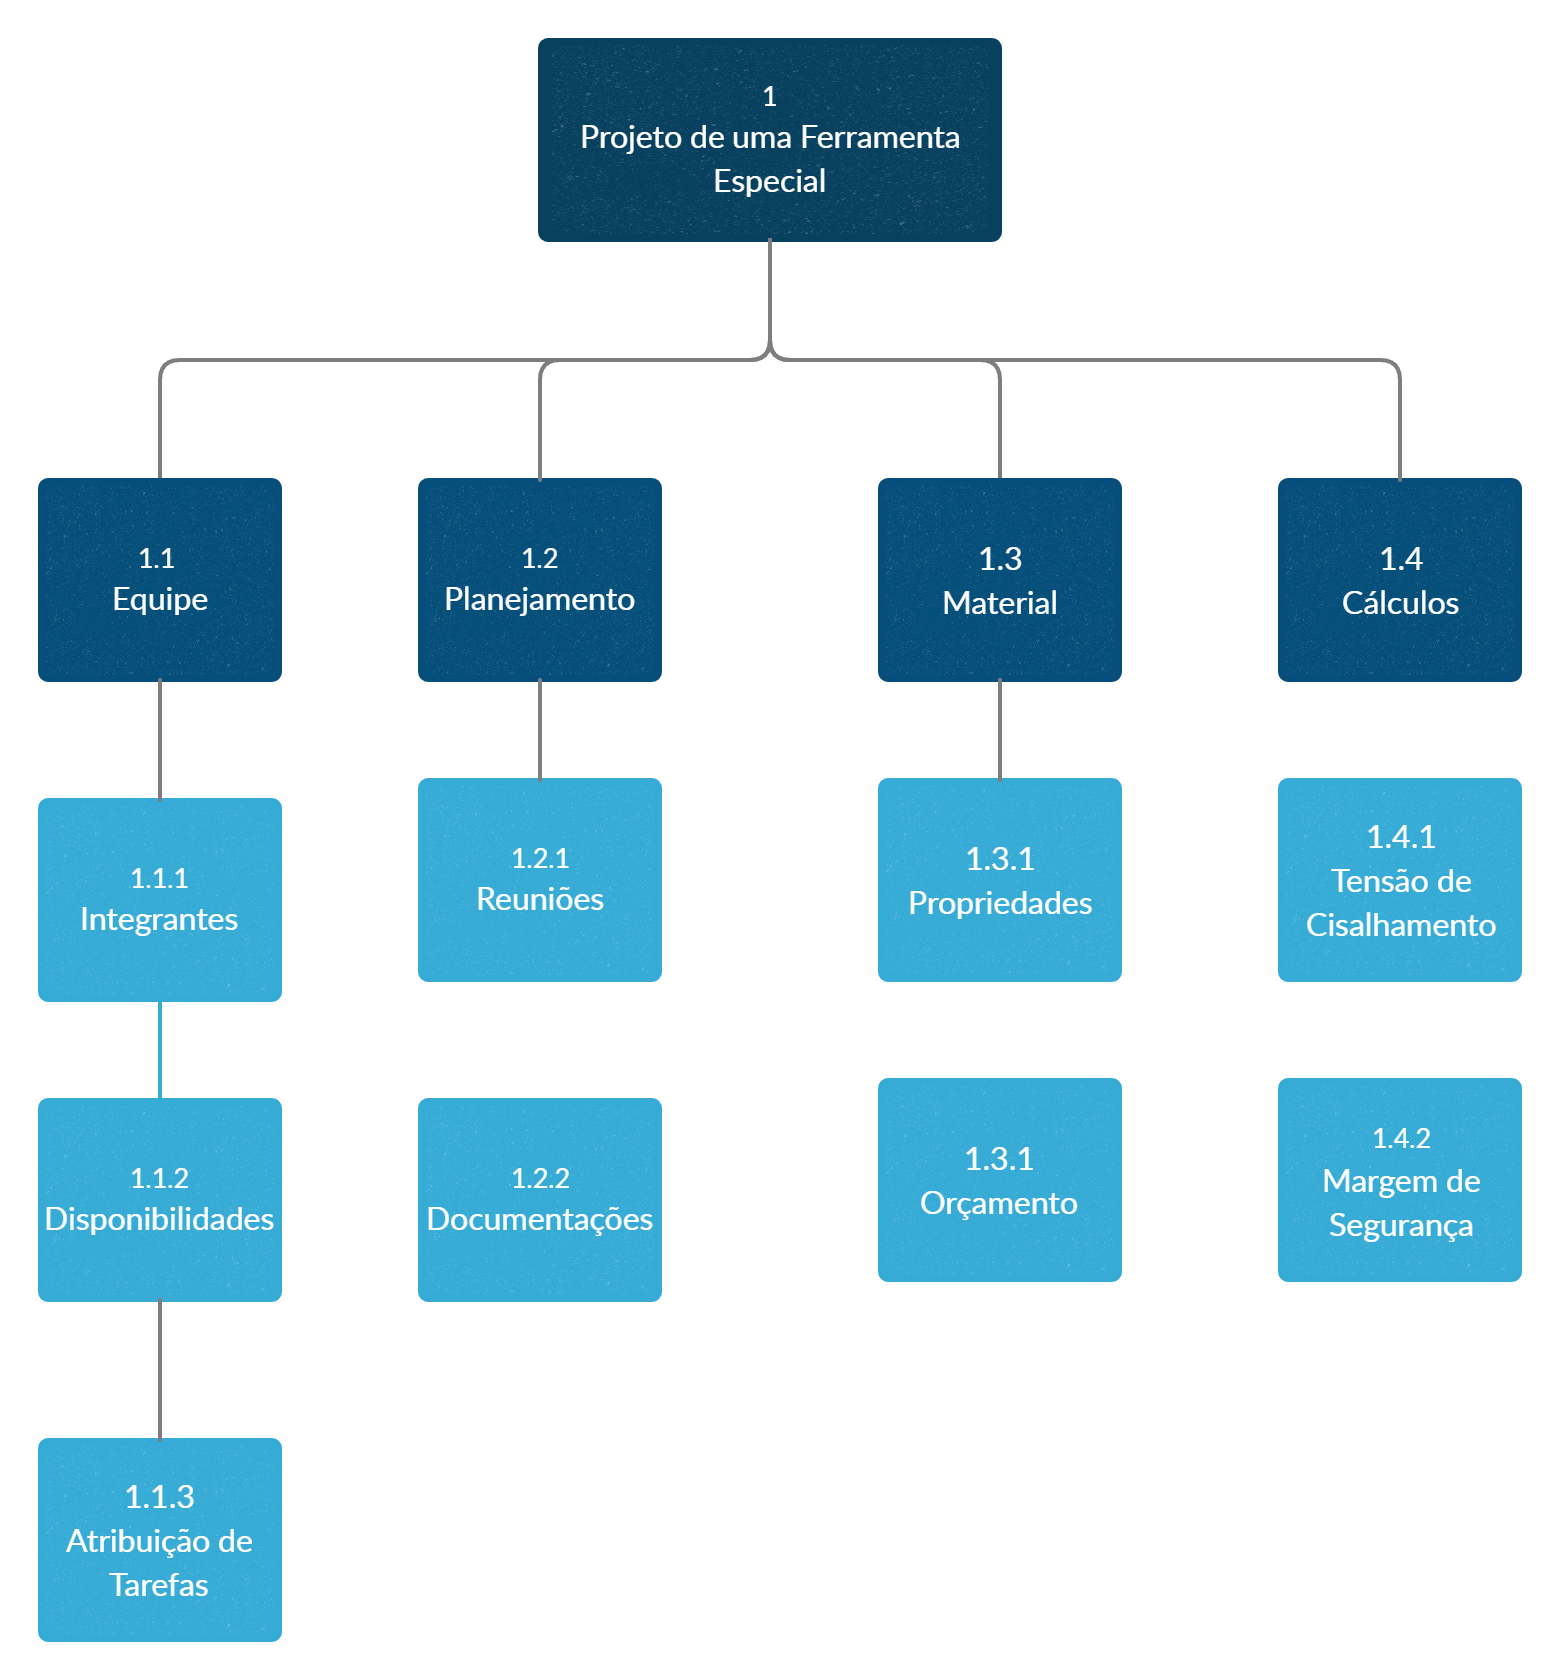 1
Projeto de uma Ferramenta
Especial
1.1
Equipe
1.2
Planejamento
1.3
Material
1.4
Cálculos
1.1.1
Integrantes
1.2.1
Reuniões
1.3.1
Propriedades
1.4.1
Tensão de
Cisalhamento
1.1.2
Disponibilidades
1.2.2
Documentações
1.3.1
Orçamento
1.4.2
Margem de
Segurança
1.1.3
Atribuição de
Tarefas